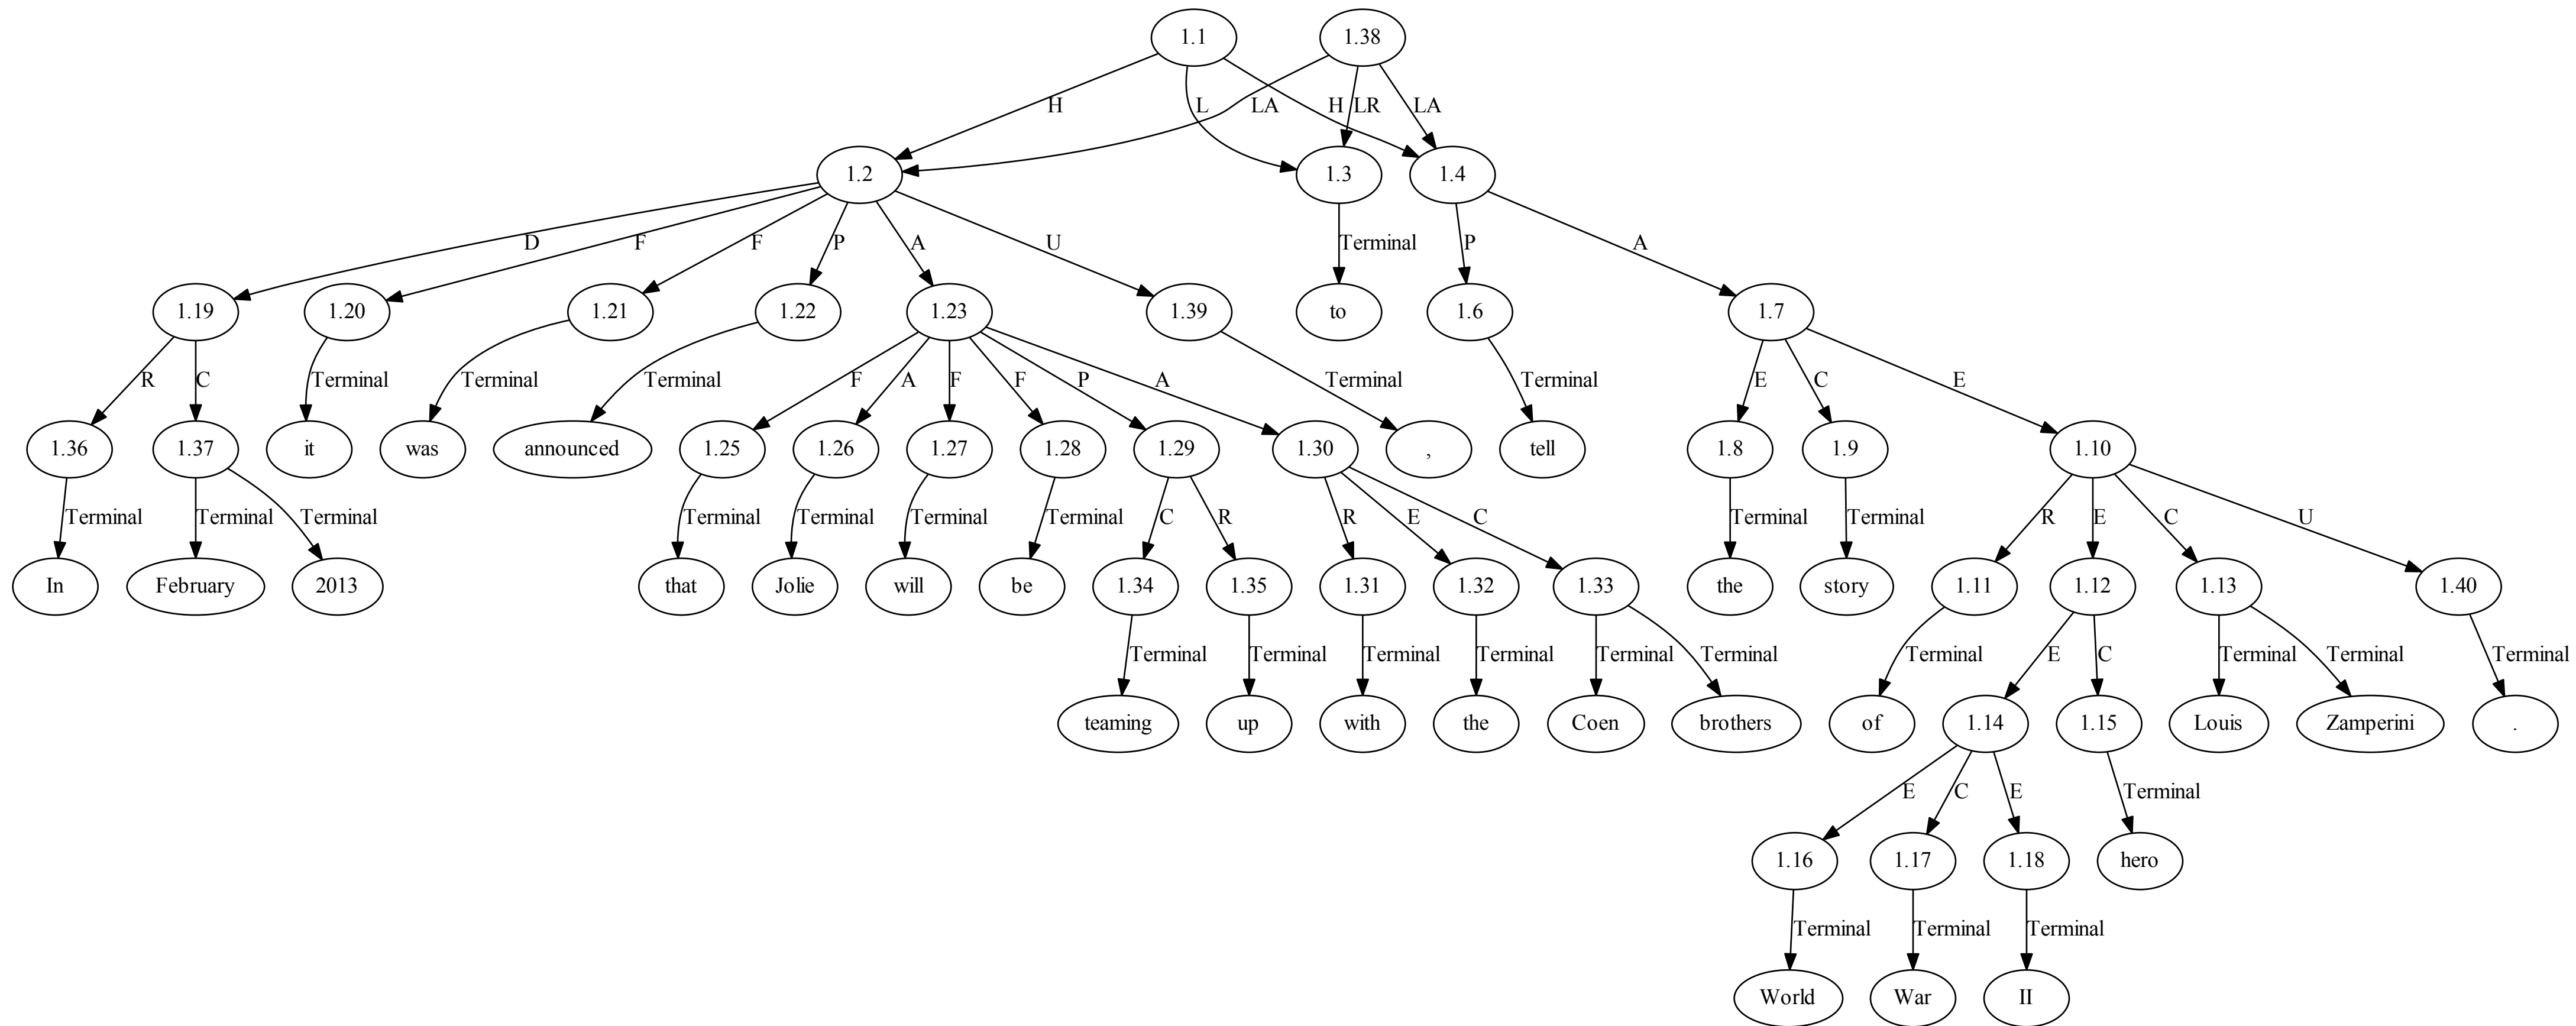 1.1 1.38
H L LA H LR LA
1.2 1.3 1.4
D F F P A U Terminal P A
1.19 1.20 1.21 1.22 1.23 1.39 to 1.6 1.7
R C Terminal Terminal Terminal F A F F P A Terminal Terminal E C E
1.36 1.37 it was announced 1.25 1.26 1.27 1.28 1.29 1.30 , tell 1.8 1.9 1.10
Terminal Terminal Terminal Terminal Terminal Terminal Terminal C R R E C Terminal Terminal R E C U
In February 2013 that Jolie will be 1.34 1.35 1.31 1.32 1.33 the story 1.11 1.12 1.13 1.40
Terminal Terminal Terminal Terminal Terminal Terminal Terminal E C Terminal Terminal Terminal
teaming up with the Coen brothers of 1.14 1.15 Louis Zamperini .
E C E Terminal
1.16 1.17 1.18 hero
Terminal Terminal Terminal
World War II